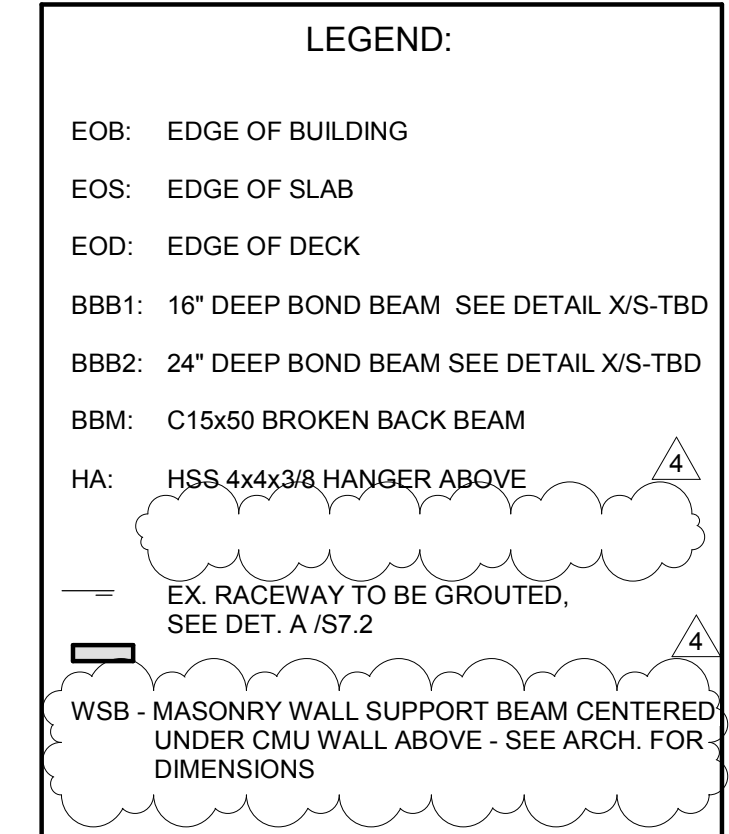 LEGEND:
EOB: EDGE OF BUILDING
EOS: EDGE OF SLAB
EOD: EDGE OF DECK
BBB1: 16" DEEP BOND BEAM SEE DETAIL X/S-TBD
BBB2: 24" DEEP BOND BEAM SEE DETAIL X/S-TBD
BBM: C15x50 BROKEN BACK BEAM
4
HA: HSS 4x4x3/8 HANGER ABOVE
EX. RACEWAY TO BE GROUTED,
SEE DET. A /S7.2
4
WSB - MASONRY WALL SUPPORT BEAM CENTERED
UNDER CMU WALL ABOVE - SEE ARCH. FOR
DIMENSIONS